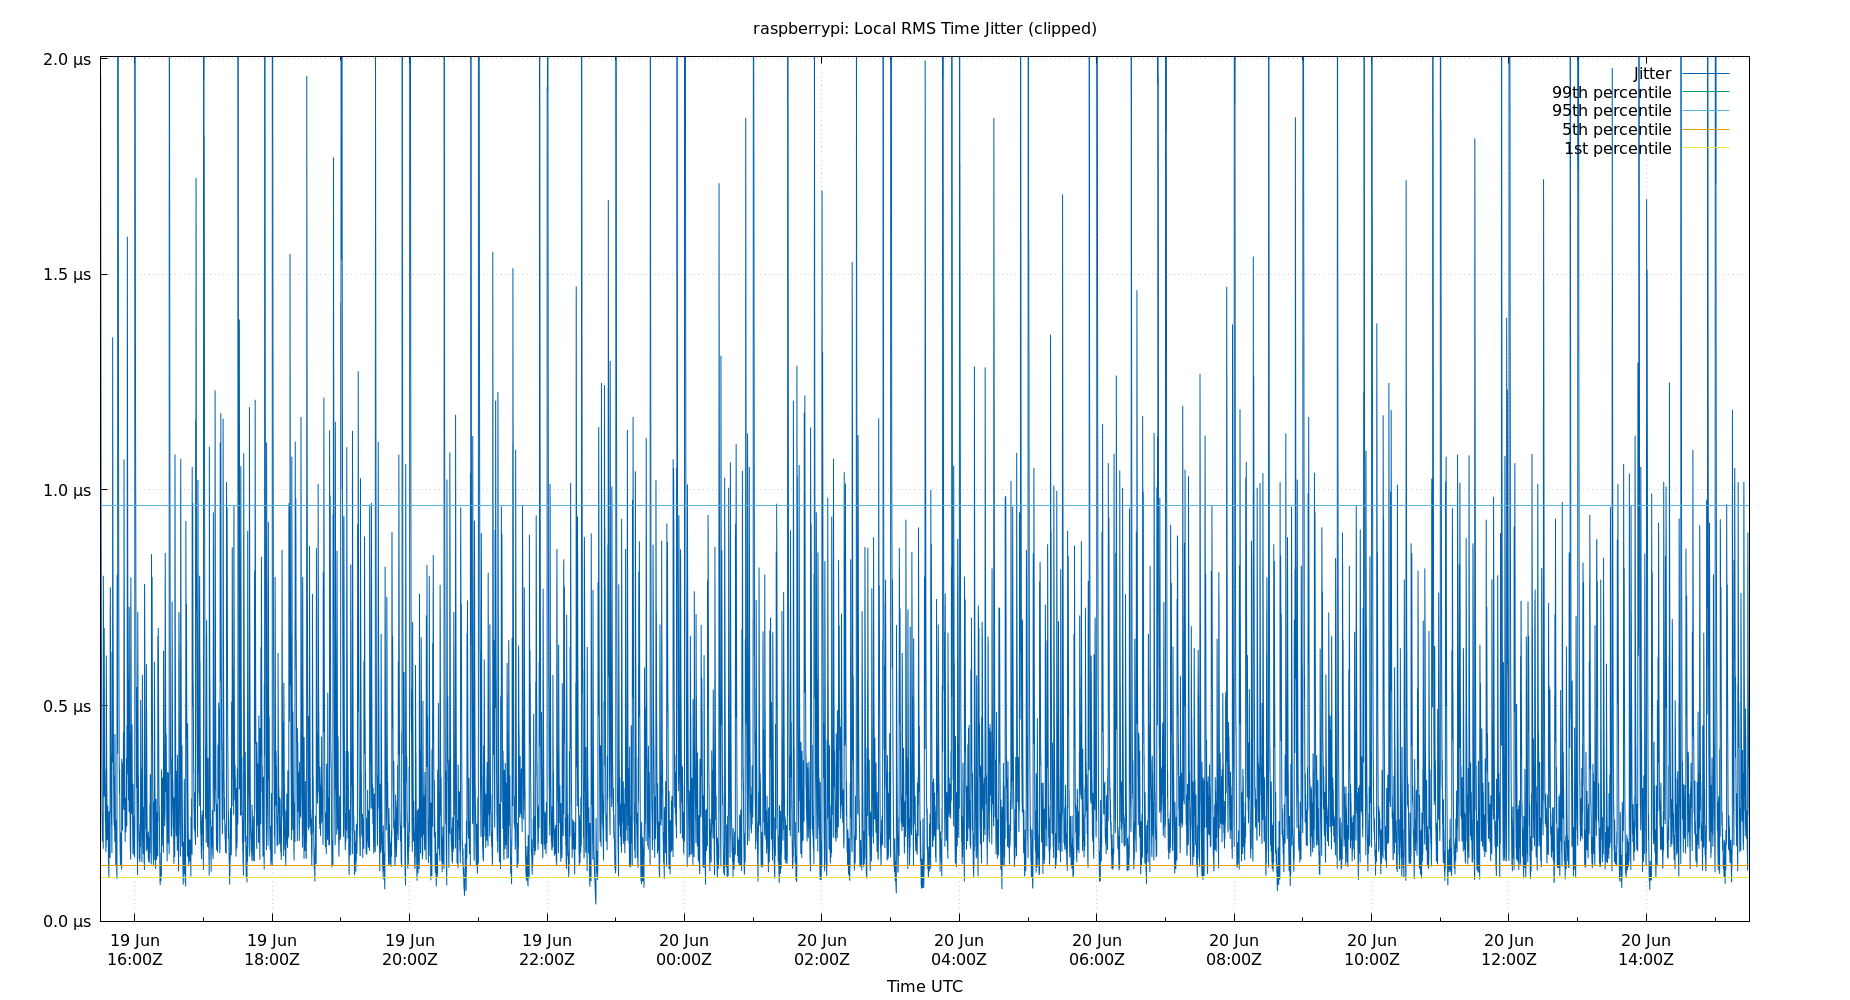 raspberrypi: Local RMS Time Jitter (clipped)
2.0 µs
1.5 µs
1.0 µs
0.5 µs
0.0 µs
Jitter
99th percentile
95th percentile
5th percentile
1st percentile
19 Jun 19 Jun 19 Jun 19 Jun 20 Jun 20 Jun 20 Jun 20 Jun 20 Jun 20 Jun 20 Jun 20 Jun
16:00Z 18:00Z 20:00Z 22:00Z 00:00Z 02:00Z 04:00Z 06:00Z 08:00Z 10:00Z 12:00Z 14:00Z
Time UTC